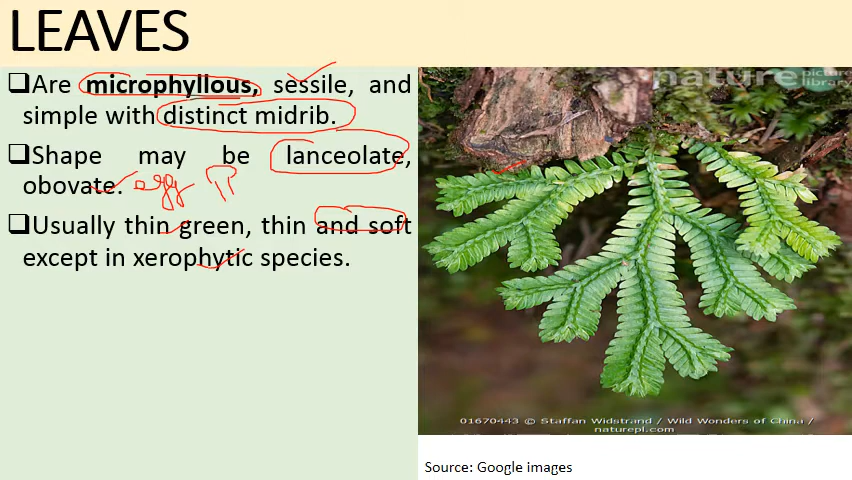 LEAVES
❑Are microphyllous, sessile, and
simple with distinct midrib.
❑Shape may be lanceolate,
obovate. egg
❑Usually thin green, thin and soft
except in xerophytic species.
nature picture
library
01670443 © Staffan Widstrand / Wild Wonders of China /
naturepl.com
Source: Google images